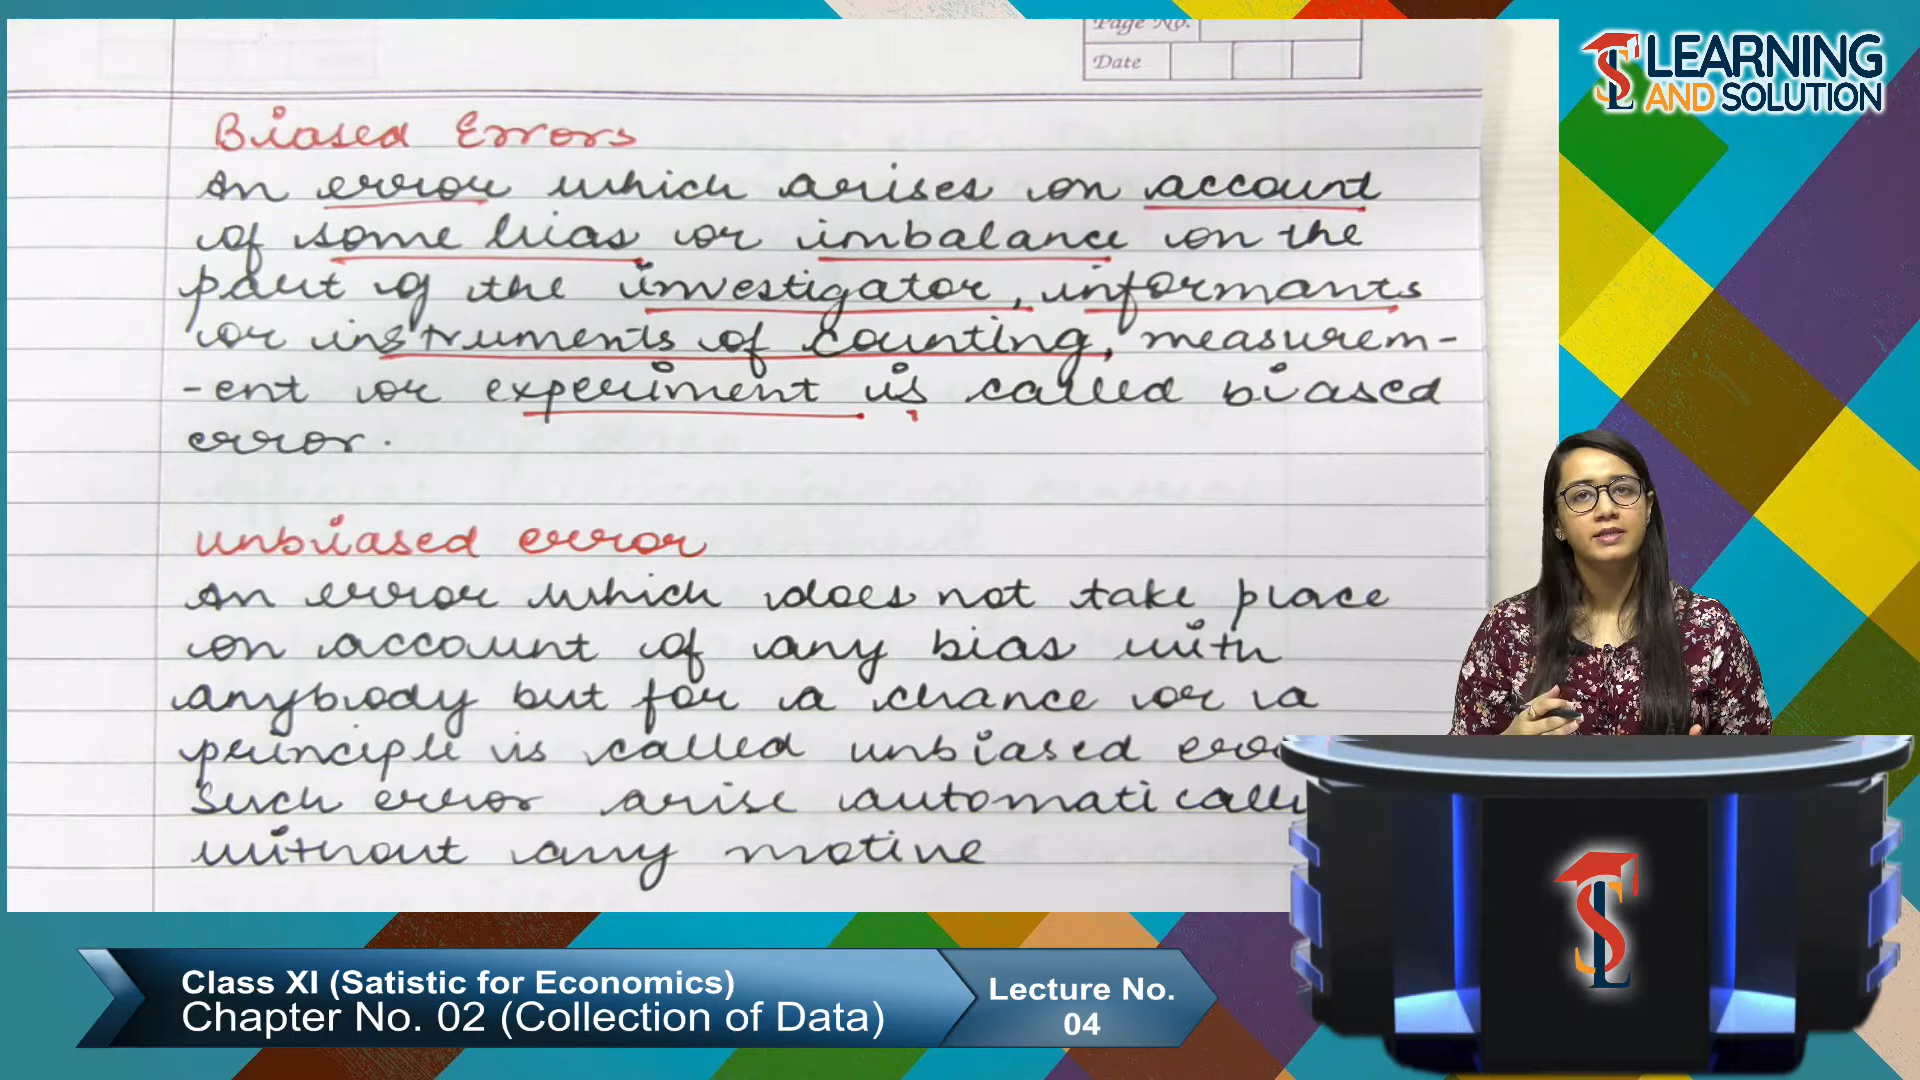 Page No.
Date
Biased Errors
An error which arises on account
of some bias or imbalance on the
part of the investigator, informants
or instruments of counting, measurem-
-ent or experiment is called biased
error.
unbiased error
An error which does not take place
on account of any bias with
anybody but for a chance or a
principle is called unbiased erro
Such error arise automatically
without any motive
LEARNING
AND SOLUTION
Class XI (Satistic for Economics)
Chapter No. 02 (Collection of Data)
Lecture No.
04